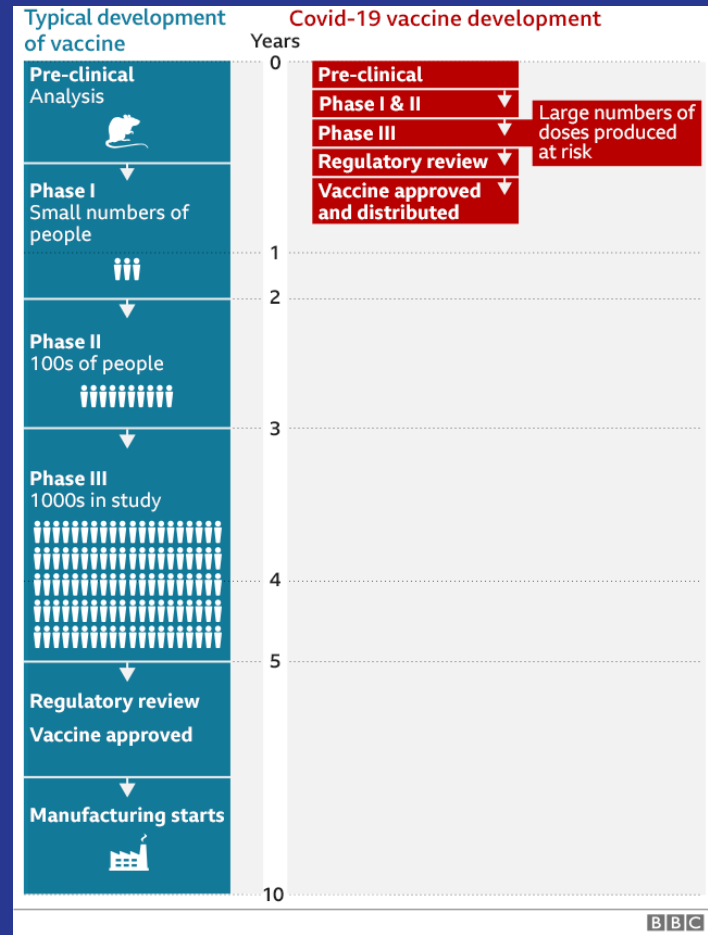 Typical development
of vaccine
Years
Covid-19 vaccine development
0
1
2
3
4
5
10
Pre-clinical
Analysis
Phase I
Small numbers of
people
Phase II
100s of people
Phase III
1000s in study
Regulatory review
Vaccine approved
Manufacturing starts
Pre-clinical
Phase I & II
Phase III
Regulatory review
Vaccine approved
and distributed
Large numbers of
doses produced
at risk
BBC